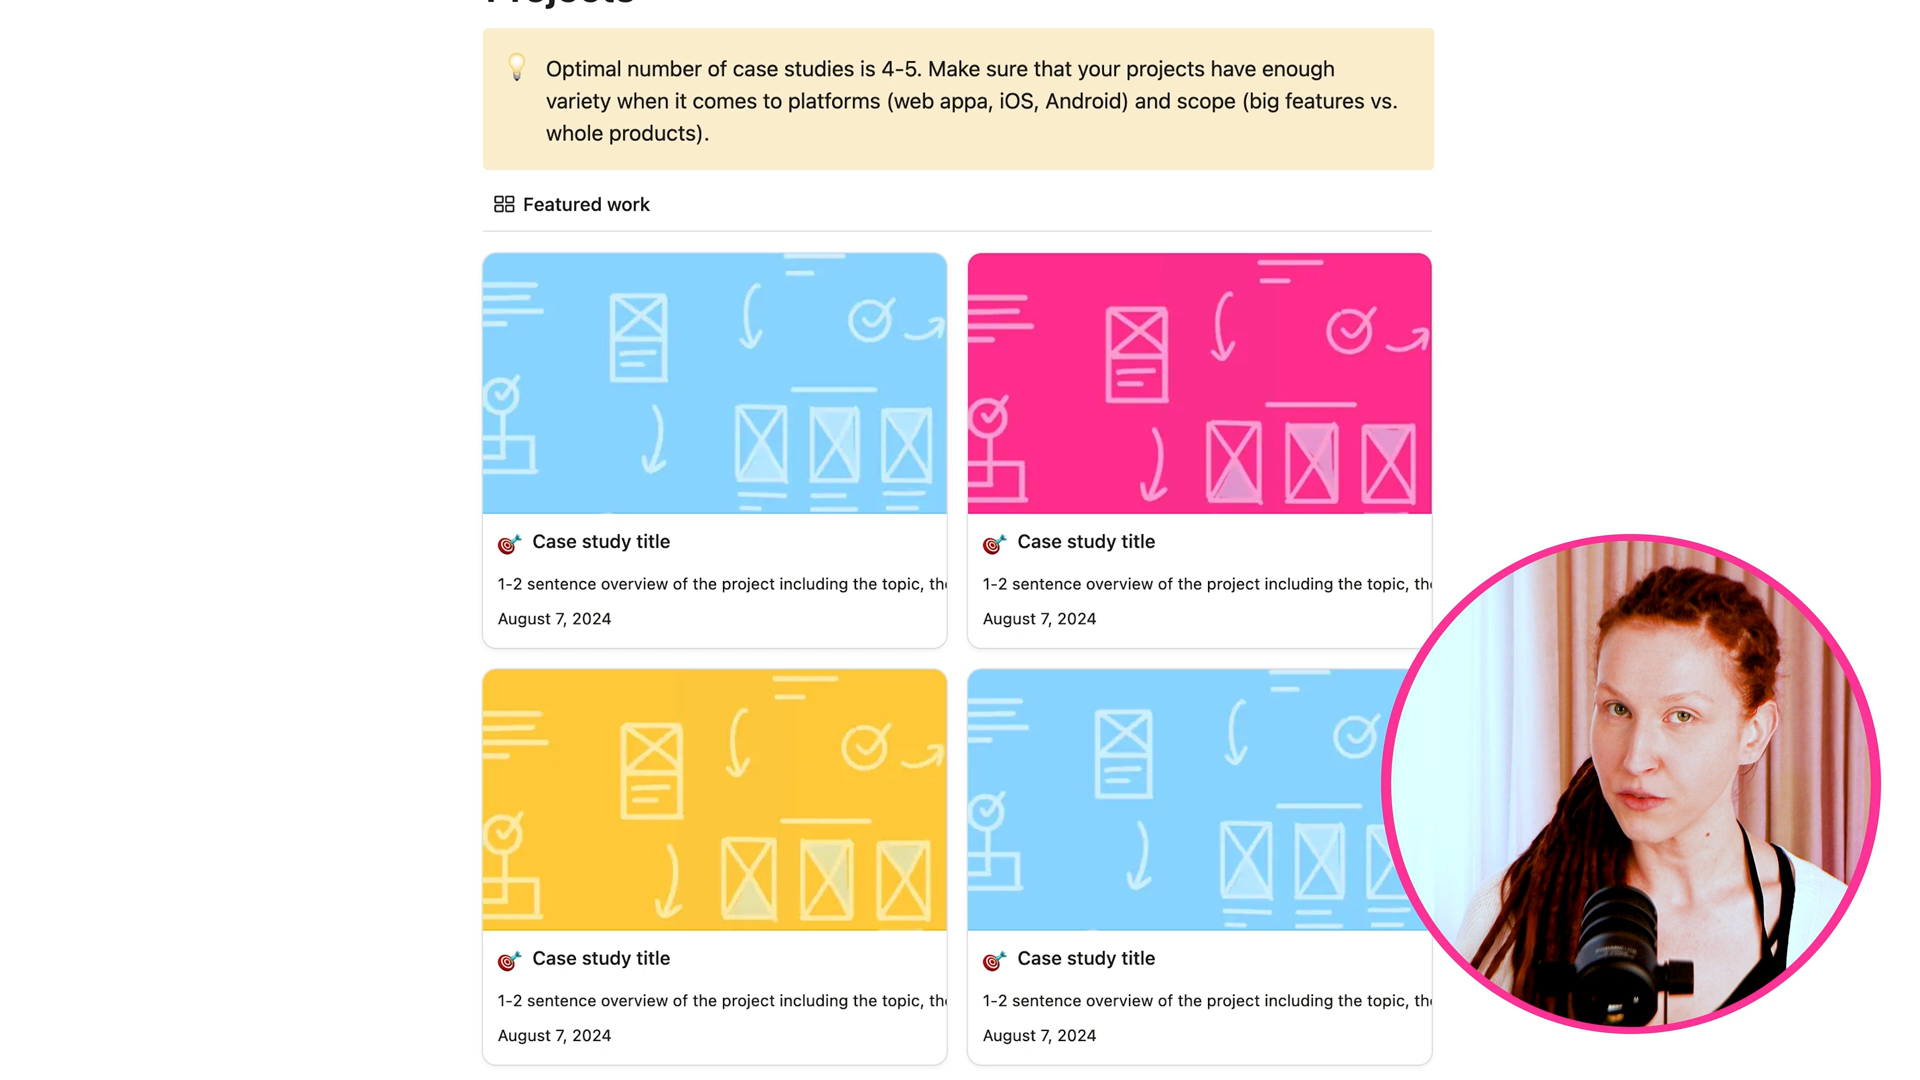 Projects
Optimal number of case studies is 4-5. Make sure that your projects have enough
variety when it comes to platforms (web appa, iOS, Android) and scope (big features vs.
whole products).
Featured work
Case study title
1-2 sentence overview of the project including the topic, the
August 7, 2024
Case study title
1-2 sentence overview of the project including the topic, the
August 7, 2024
Case study title
1-2 sentence overview of the project including the topic, the
August 7, 2024
Case study title
1-2 sentence overview of the project including the topic, the
August 7, 2024